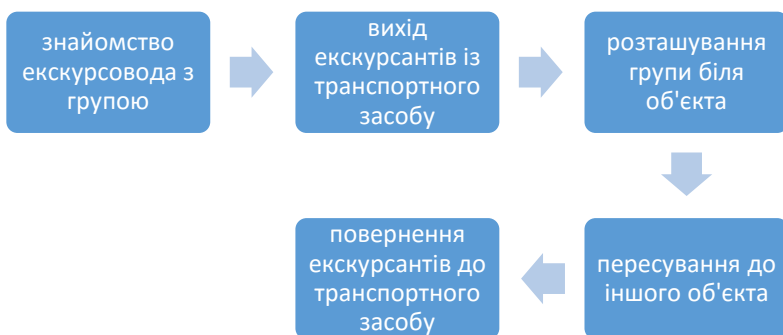 знайомство
екскурсовода з
групою
вихід
екскурсантів із
транспортного
засобу
розташування
групи біля
об'єкта
пересування до
іншого об'єкта
повернення
екскурсантів до
транспортного
засобу